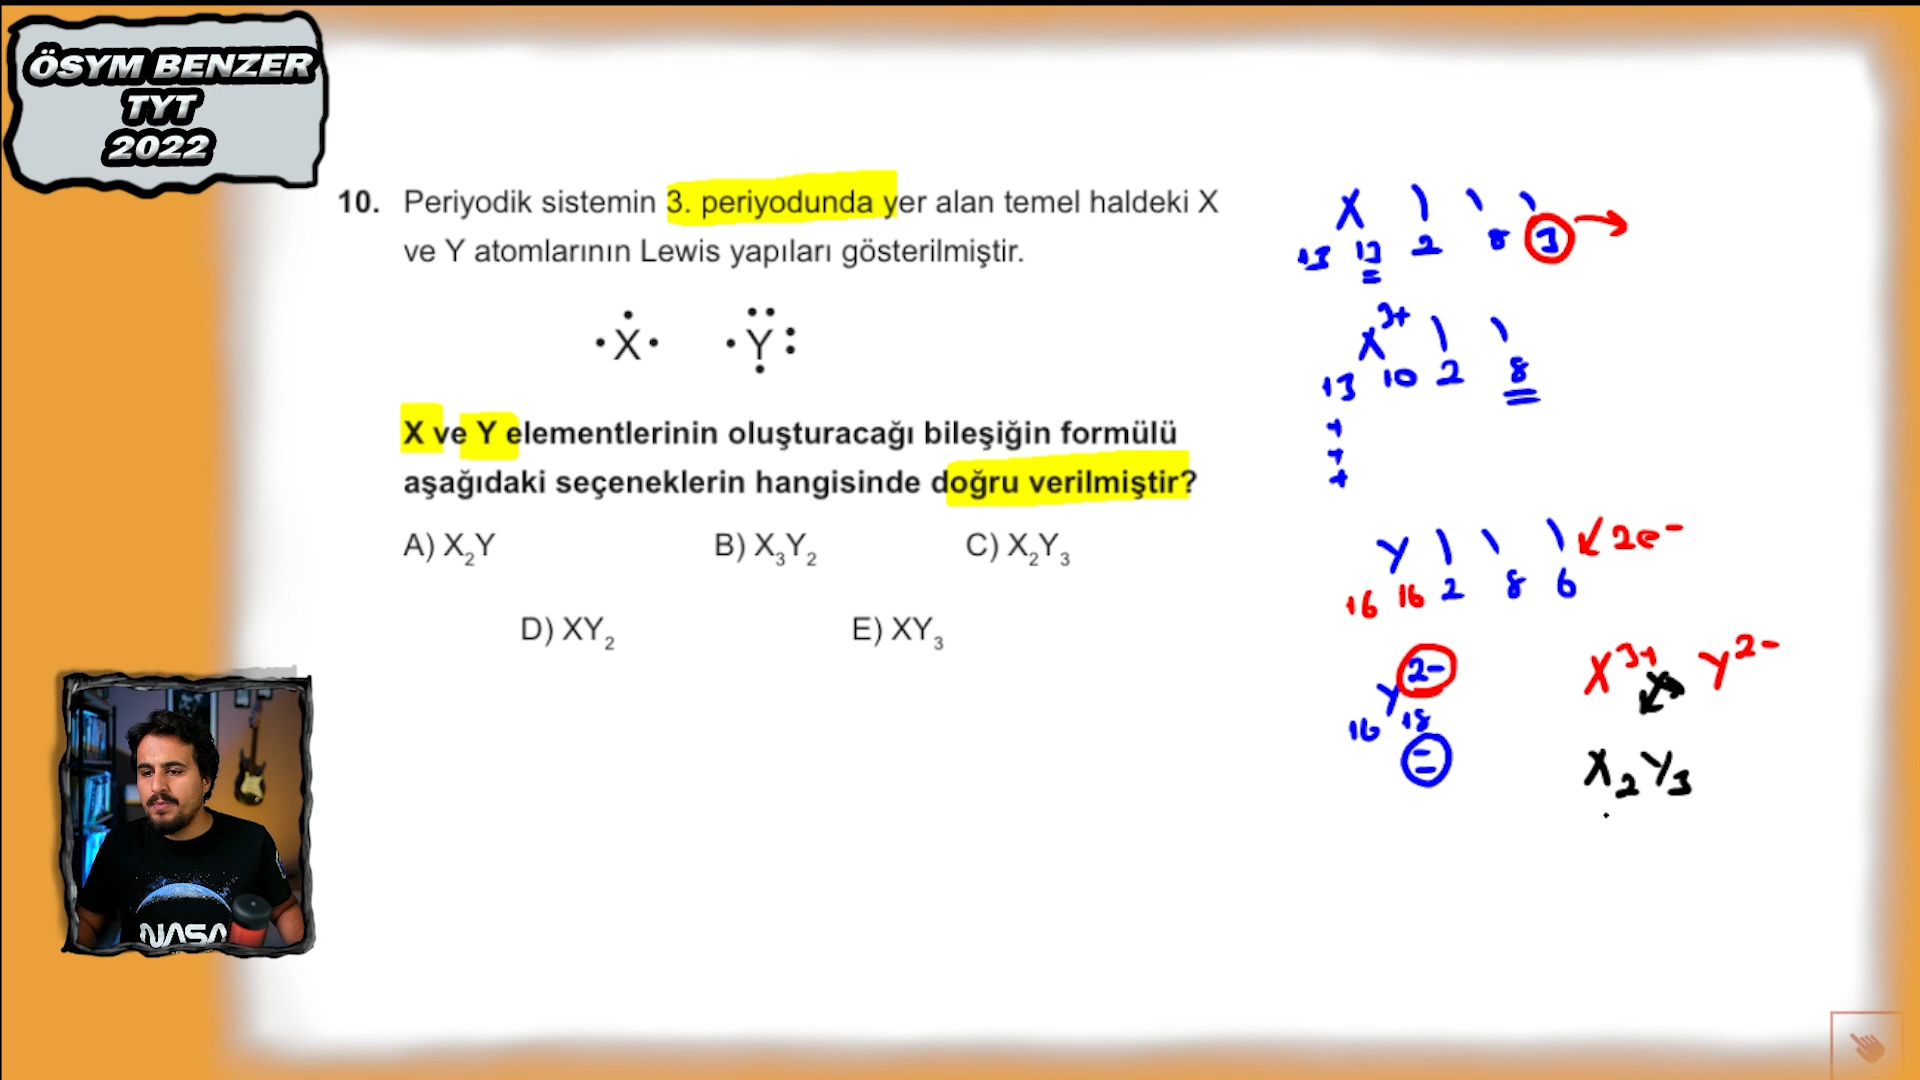 ÖSYM BENZER
TYT
2022
10. Periyodik sistemin 3. periyodunda yer alan temel haldeki X
ve Y atomlarının Lewis yapıları gösterilmiştir.
X Y
X ve Y elementlerinin oluşturacağı bileşiğin formülü
aşağıdaki seçeneklerin hangisinde doğru verilmiştir?
A) X₂Y B) X₃Y₂ C) X₂Y₃
D) XY₂ E) XY₃
X ) ) )
13 13 2 8 3
X³⁺ ) )
13 10 2 8
+
+
+
Y ) ) ) 2e⁻
16 16 2 8 6
Y²⁻
16 18
X³⁺ Y²⁻
X₂Y₃
NASA